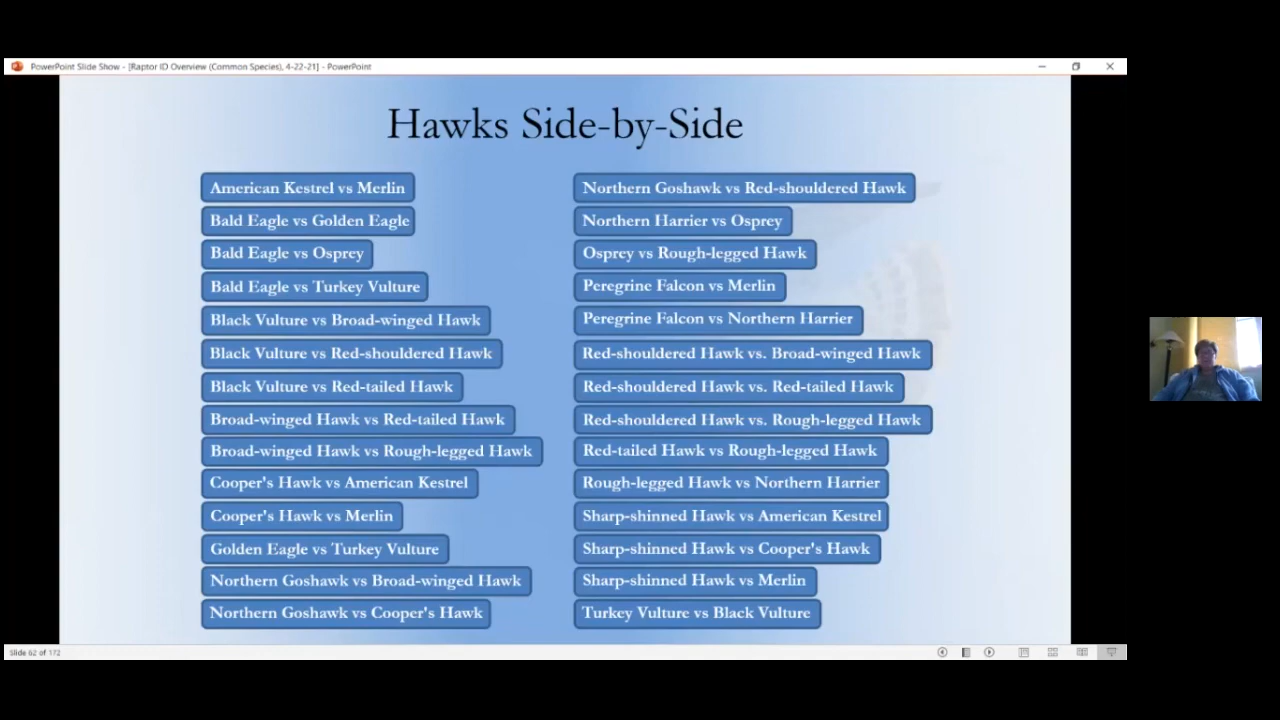 PowerPoint Slide Show - [Raptor ID Overview (Common Species), 4-22-21] - PowerPoint
Hawks Side-by-Side
American Kestrel vs Merlin
Bald Eagle vs Golden Eagle
Bald Eagle vs Osprey
Bald Eagle vs Turkey Vulture
Black Vulture vs Broad-winged Hawk
Black Vulture vs Red-shouldered Hawk
Black Vulture vs Red-tailed Hawk
Broad-winged Hawk vs Red-tailed Hawk
Broad-winged Hawk vs Rough-legged Hawk
Cooper's Hawk vs American Kestrel
Cooper's Hawk vs Merlin
Golden Eagle vs Turkey Vulture
Northern Goshawk vs Broad-winged Hawk
Northern Goshawk vs Cooper's Hawk
Northern Goshawk vs Red-shouldered Hawk
Northern Harrier vs Osprey
Osprey vs Rough-legged Hawk
Peregrine Falcon vs Merlin
Peregrine Falcon vs Northern Harrier
Red-shouldered Hawk vs. Broad-winged Hawk
Red-shouldered Hawk vs. Red-tailed Hawk
Red-shouldered Hawk vs. Rough-legged Hawk
Red-tailed Hawk vs Rough-legged Hawk
Rough-legged Hawk vs Northern Harrier
Sharp-shinned Hawk vs American Kestrel
Sharp-shinned Hawk vs Cooper's Hawk
Sharp-shinned Hawk vs Merlin
Turkey Vulture vs Black Vulture
Slide 62 of 172